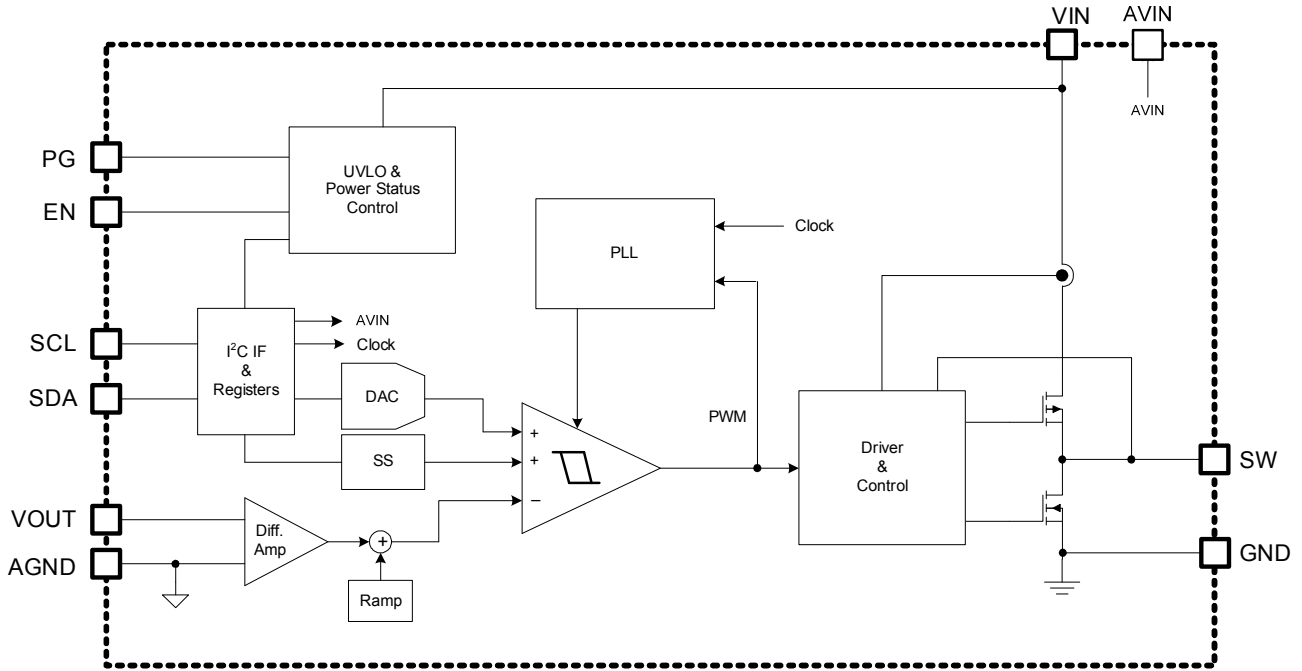 VIN
AVIN
AVIN
PG
EN
UVLO &
Power Status
Control
PLL
Clock
SCL
SDA
I²C IF
&
Registers
AVIN
Clock
DAC
SS
+
+
−
PWM
Driver
&
Control
SW
GND
VOUT
AGND
Diff.
Amp
+
Ramp